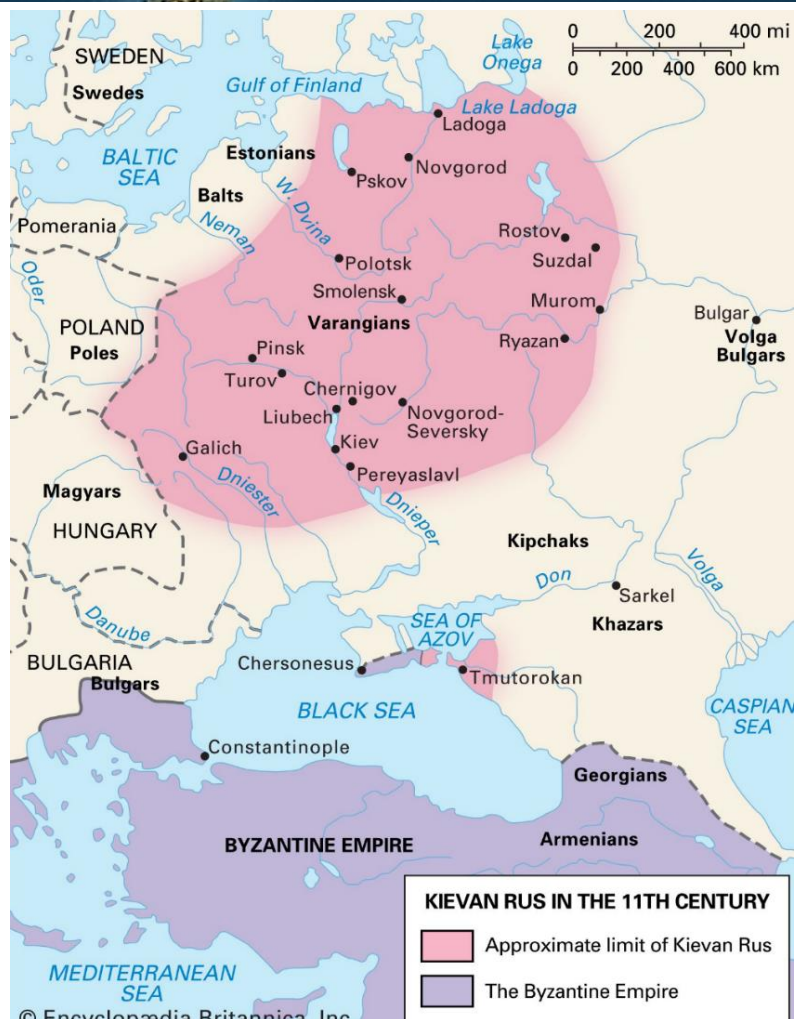 SWEDEN
Swedes
Lake
Onega
0 200 400 mi
0 200 400 600 km
Gulf of Finland
Lake Ladoga
Ladoga
BALTIC
SEA
Estonians
Novgorod
Pskov
Balts
W. Dvina
Neman
Pomerania
Rostov
Suzdal
Polotsk
Oder
Smolensk
Murom
Varangians
Bulgar
Volga
Bulgars
POLAND
Poles
Pinsk
Ryazan
Turov
Chernigov
Liubech
Novgorod-
Seversky
Kiev
Galich
Pereyaslavl
Dniester
Dnieper
Magyars
HUNGARY
Kipchaks
Volga
Don
Sarkel
Danube
SEA OF
AZOV
Khazars
BULGARIA
Bulgars
Chersonesus
Tmutorokan
BLACK SEA
CASPIAN
SEA
Constantinople
Georgians
BYZANTINE EMPIRE
Armenians
KIEVAN RUS IN THE 11TH CENTURY
Approximate limit of Kievan Rus
The Byzantine Empire
MEDITERRANEAN
SEA
© Encyclopædia Britannica, Inc.